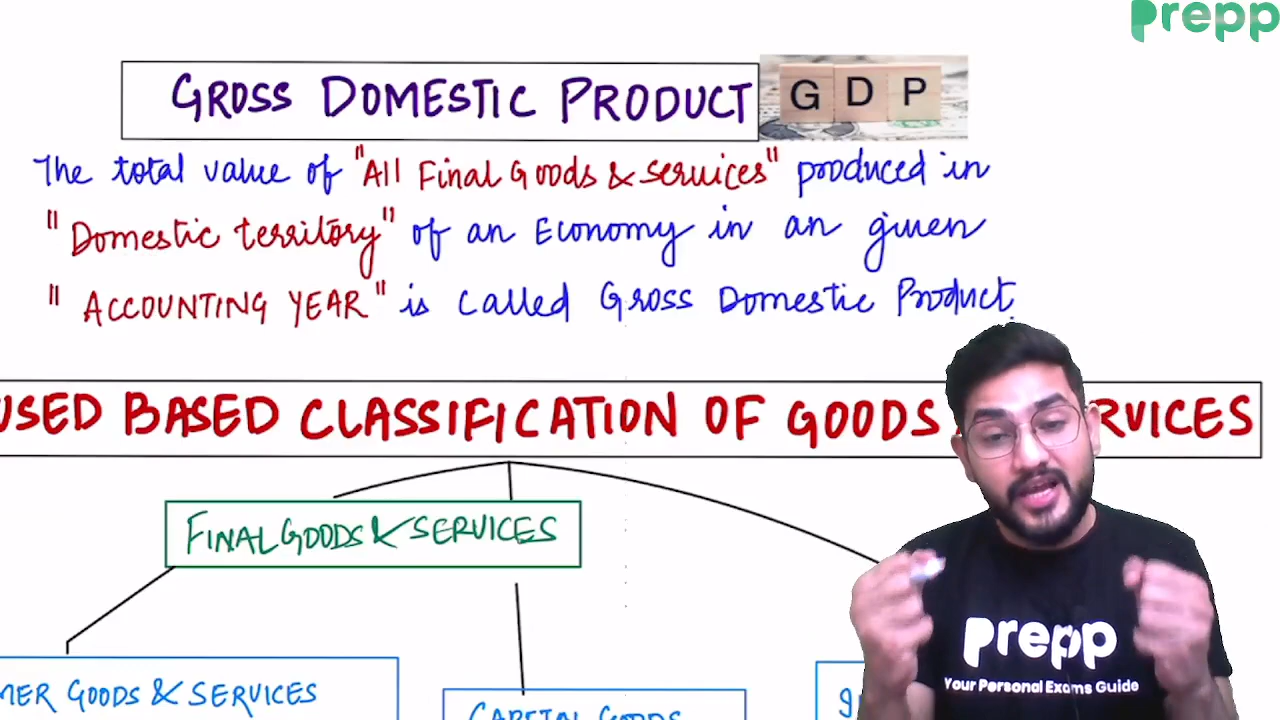 prepp
GROSS DOMESTIC PRODUCT
G D P
The total value of "All Final Goods & services" produced in
"Domestic territory" of an Economy in an given
"ACCOUNTING YEAR" is called Gross Domestic Product.
USED BASED CLASSIFICATION OF GOODS RVICES
FINAL GOODS & SERVICES
MER GOODS & SERVICES
CAPITAL GOODS
prepp
Your Personal Exams Guide